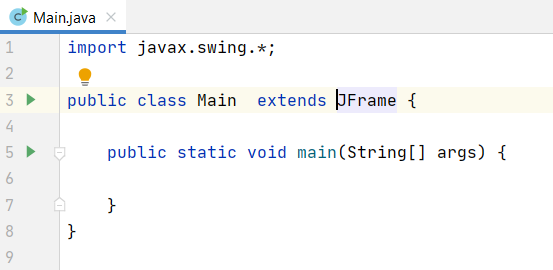 Main.java
1 import javax.swing.*;
2
3 public class Main  extends JFrame {
4
5     public static void main(String[] args) {
6
7     }
8 }
9